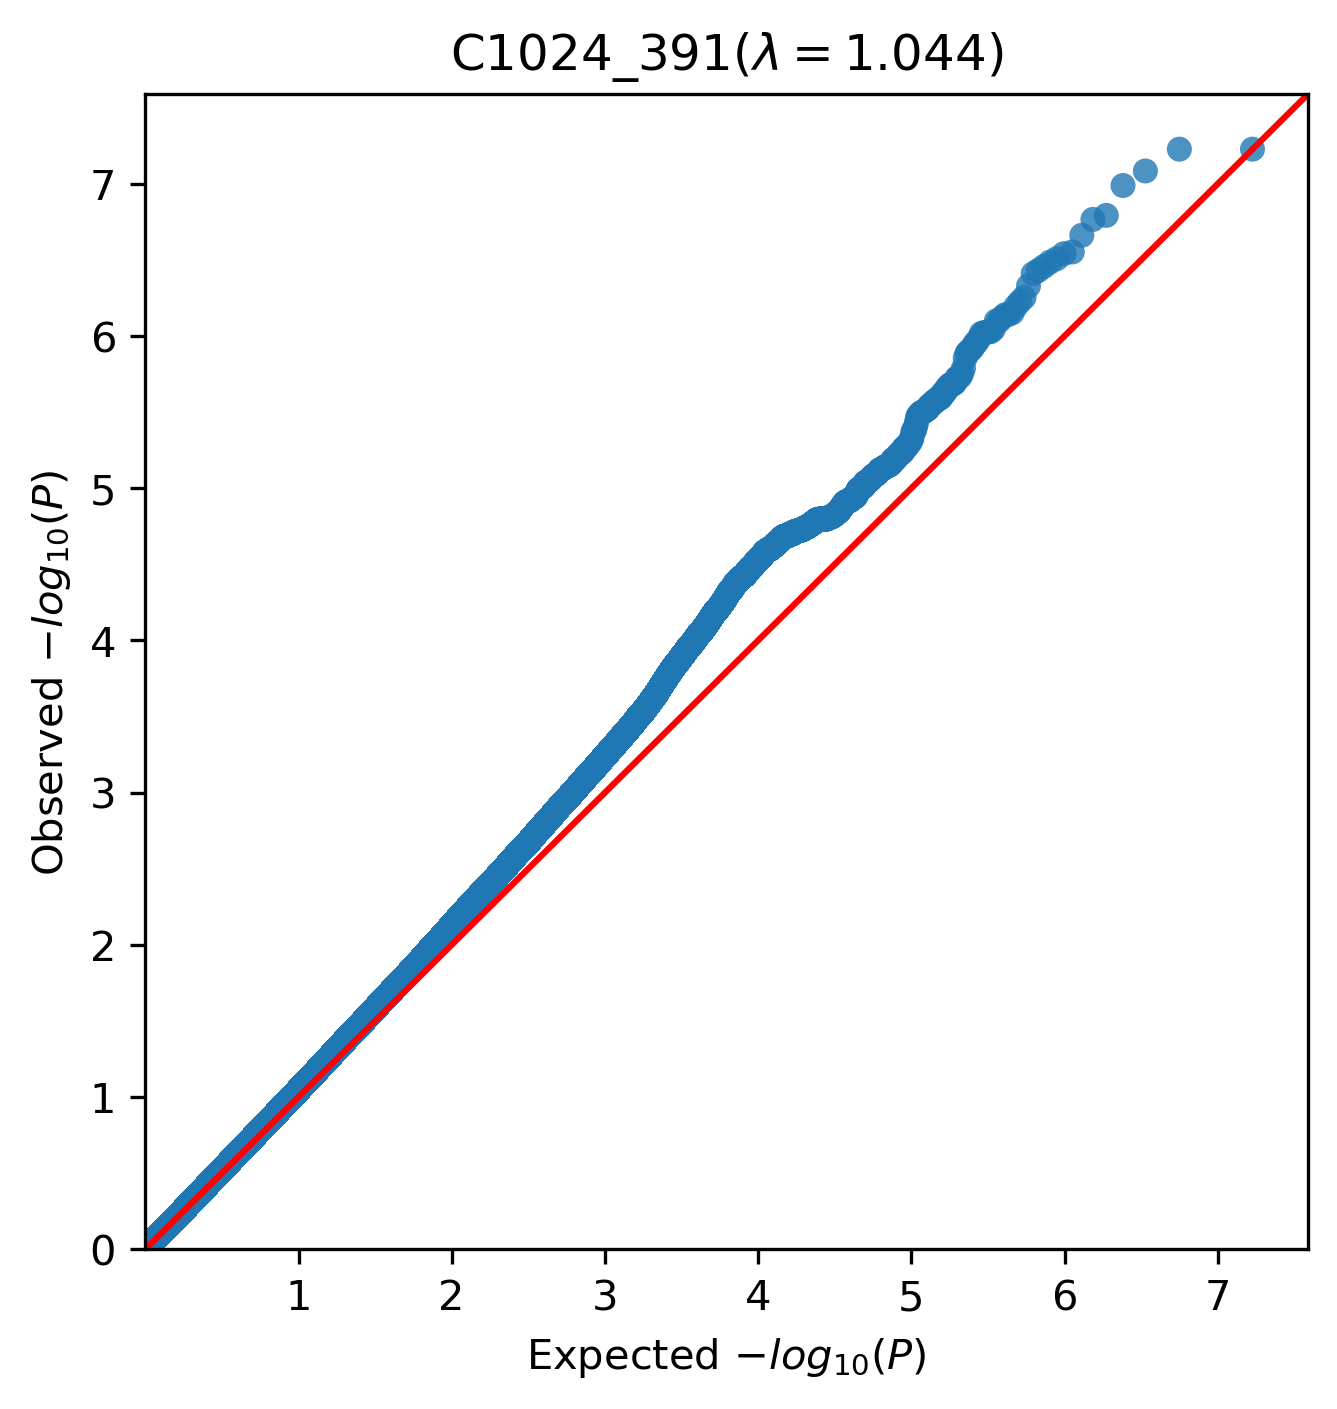 C1024_391(λ = 1.044)
7
6
5
4
3
2
1
0
Observed −log₁₀(P)
1 2 3 4 5 6 7
Expected −log₁₀(P)